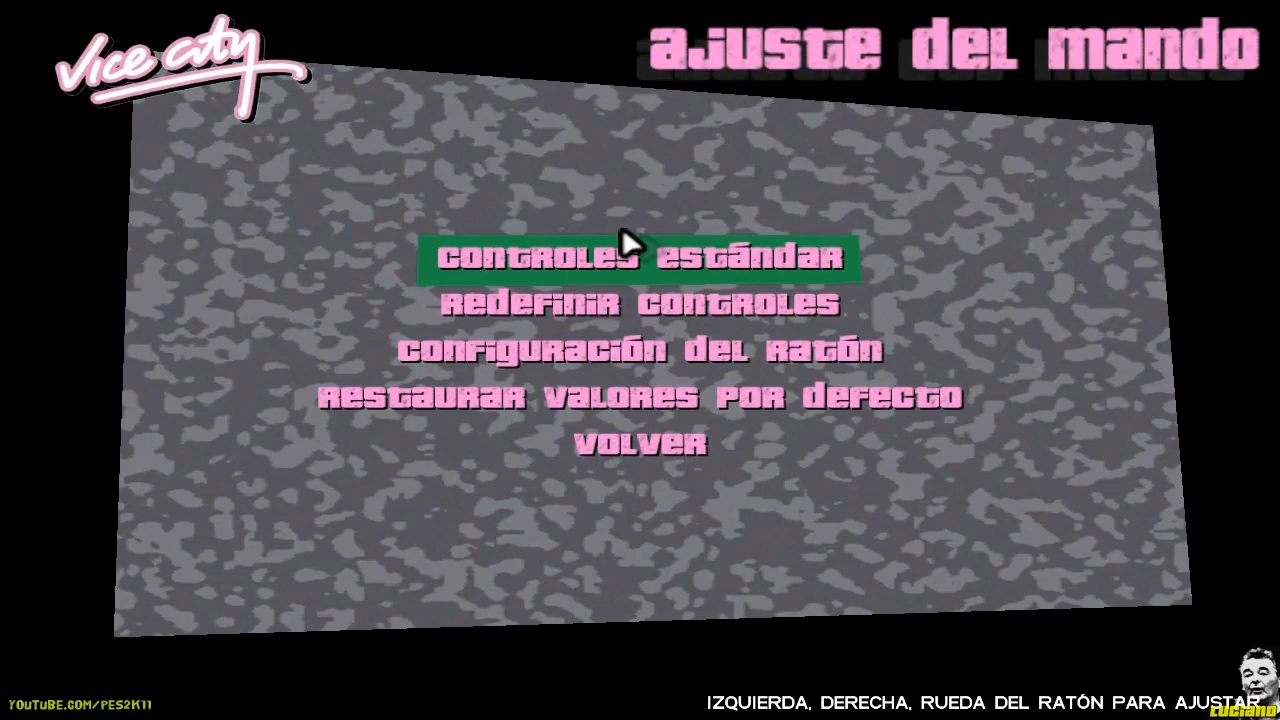 Vice City
ajuste del mando
controles estándar
Redefinir controles
configuración del Ratón
Restaurar valores por defecto
volver
YOUTUBE.COM/PES2K11
IZQUIERDA, DERECHA, RUEDA DEL RATÓN PARA AJUSTAR
LUCIANO